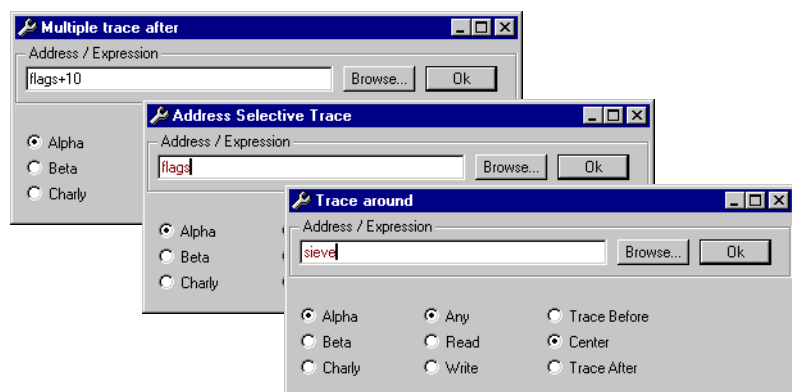 Multiple trace after
Address / Expression
flags+10
Browse...
Ok
Alpha
Beta
Charly
Address Selective Trace
Address / Expression
flags
Browse...
Ok
Alpha
Beta
Charly
Trace around
Address / Expression
sieve
Browse...
Ok
Alpha
Any
Trace Before
Beta
Read
Center
Charly
Write
Trace After